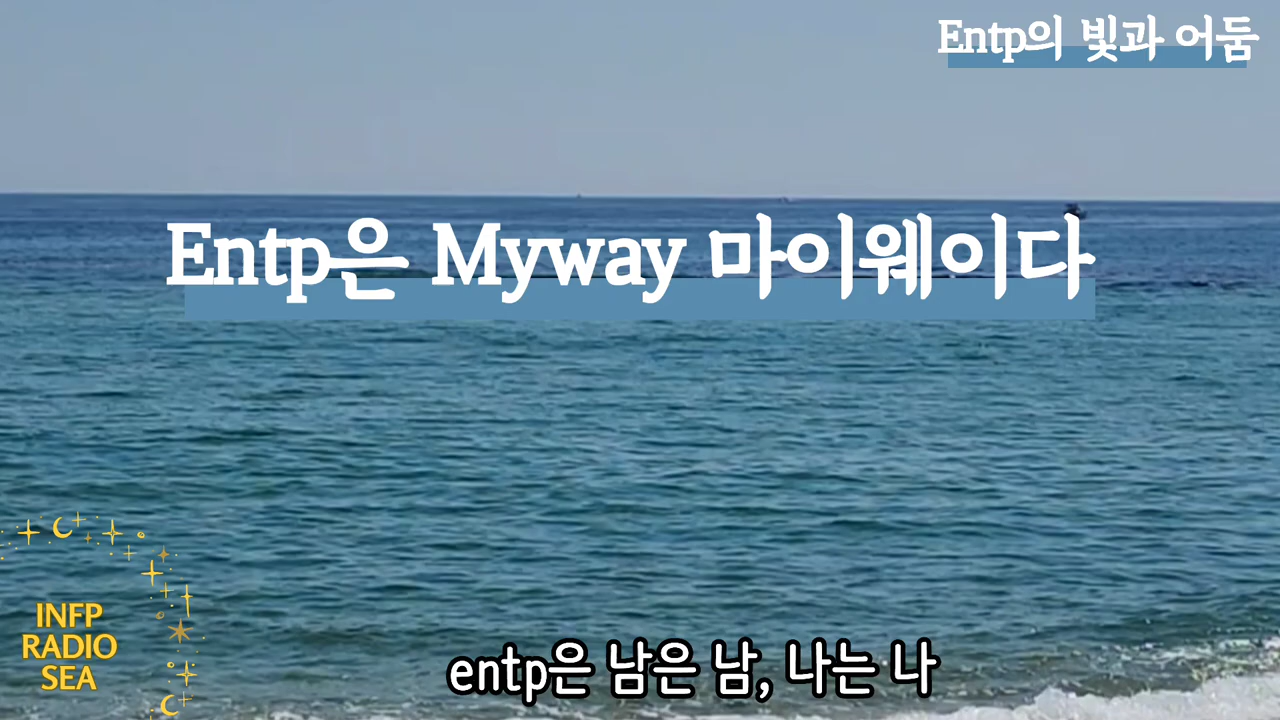 Entp의 빛과 어둠
Entp은 Myway 마이웨이다
INFP
RADIO
SEA
entp은 남은 남, 나는 나